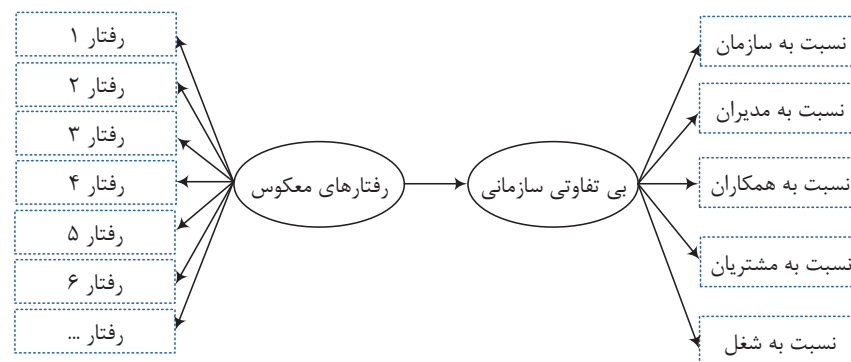 نسبت به سازمان
نسبت به مدیران
نسبت به همکاران
نسبت به مشتریان
نسبت به شغل
بی تفاوتی سازمانی
رفتارهای معکوس
رفتار ۱
رفتار ۲
رفتار ۳
رفتار ۴
رفتار ۵
رفتار ۶
رفتار ...